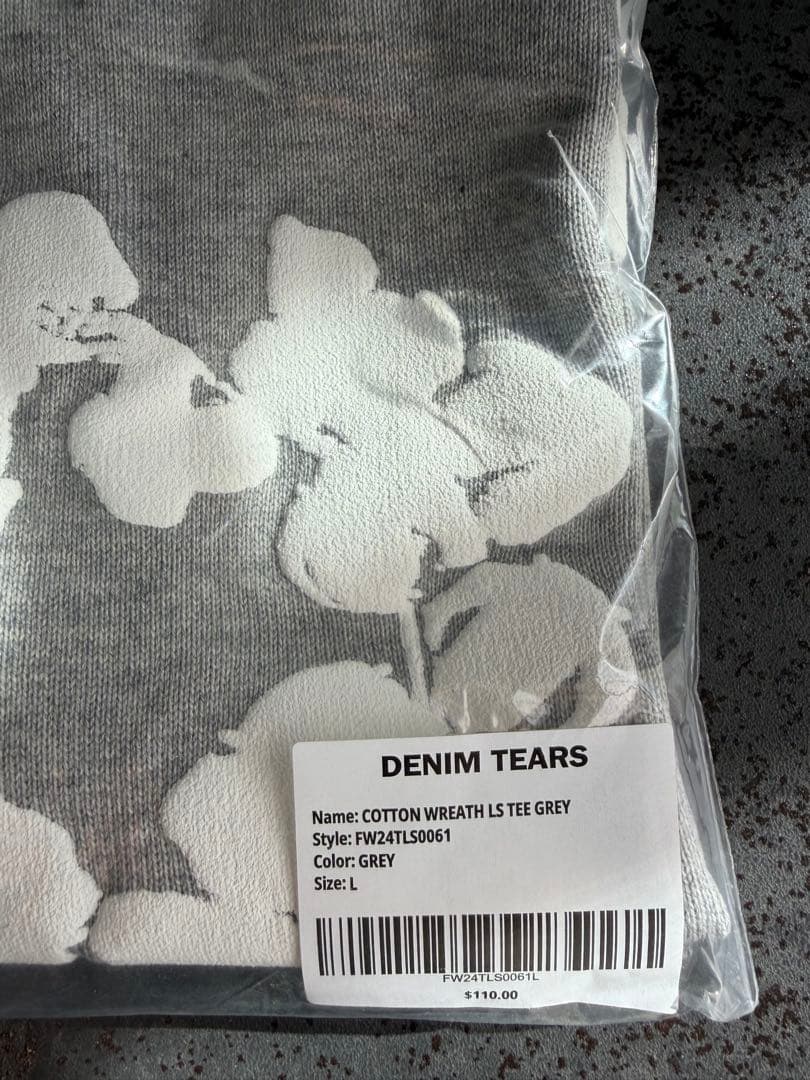 DENIM TEARS
Name: COTTON WREATH LS TEE GREY
Style: FW24TLS0061
Color: GREY
Size: L
FW24TLS0061L
$110.00